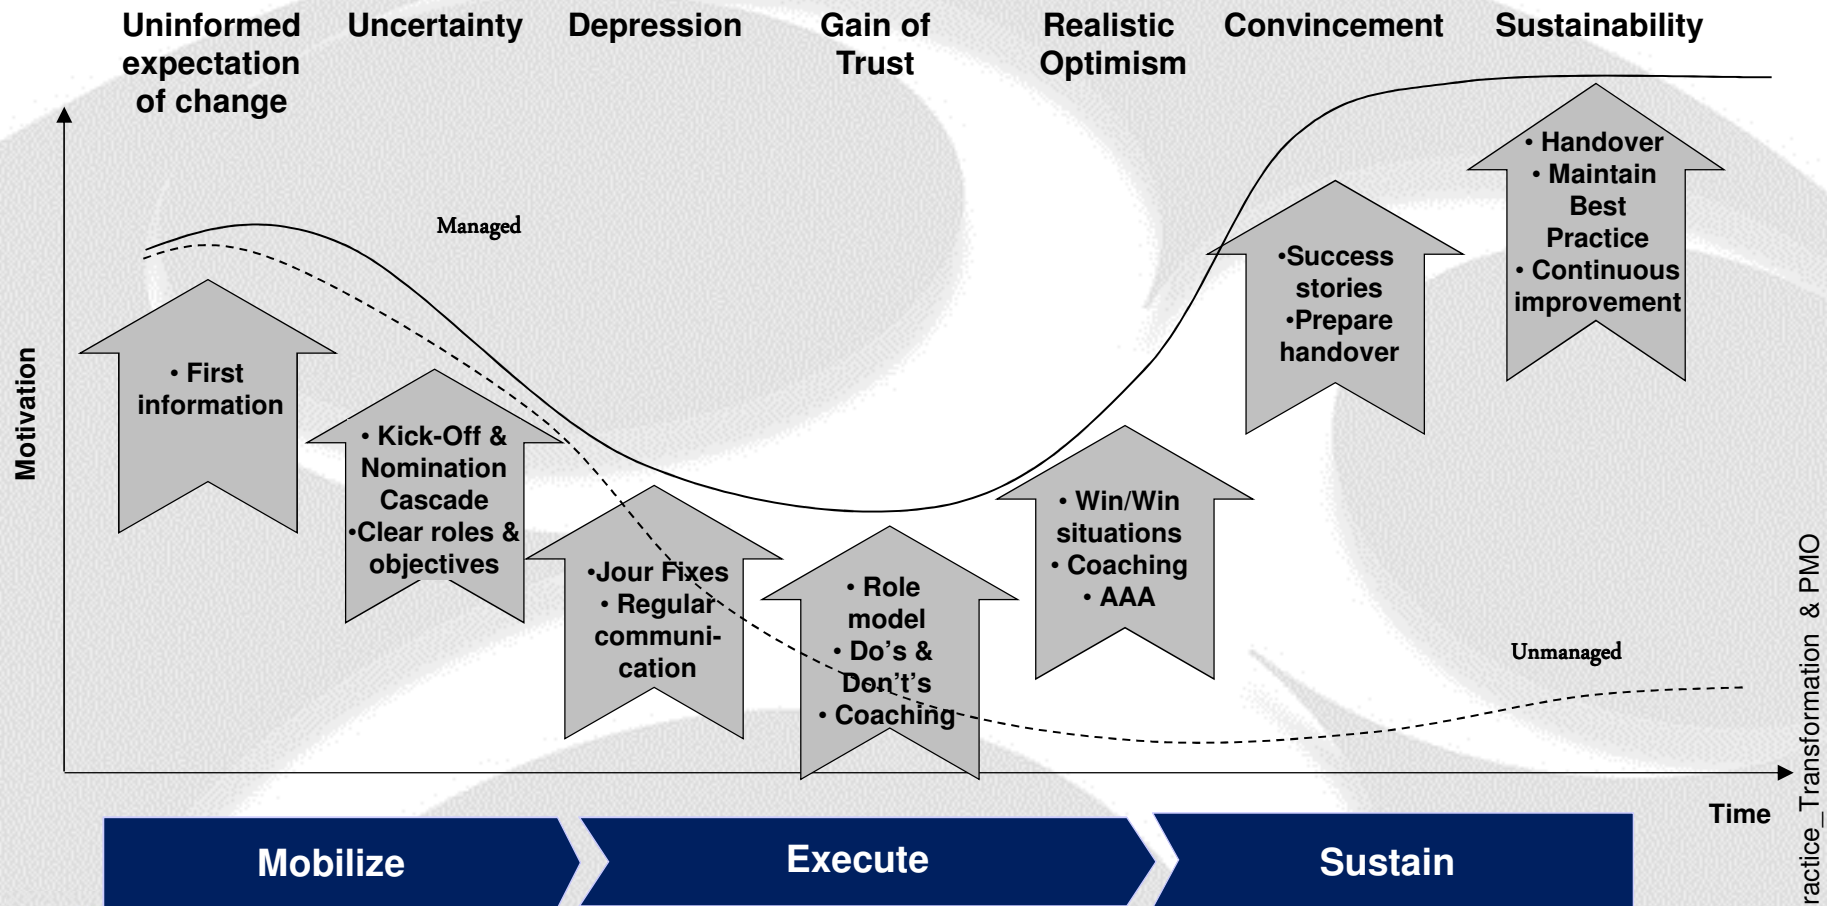 Uninformed
expectation
of change
Uncertainty
Depression
Gain of
Trust
Realistic
Optimism
Convincement
Sustainability
Motivation
Managed
• First
information
• Kick-Off &
Nomination
Cascade
•Clear roles &
objectives
•Jour Fixes
• Regular
communi-
cation
• Role
model
• Do’s &
Don’t’s
• Coaching
• Win/Win
situations
• Coaching
• AAA
•Success
stories
•Prepare
handover
• Handover
• Maintain
Best
Practice
• Continuous
improvement
Unmanaged
Time
Mobilize
Execute
Sustain
ractice_Transformation & PMO